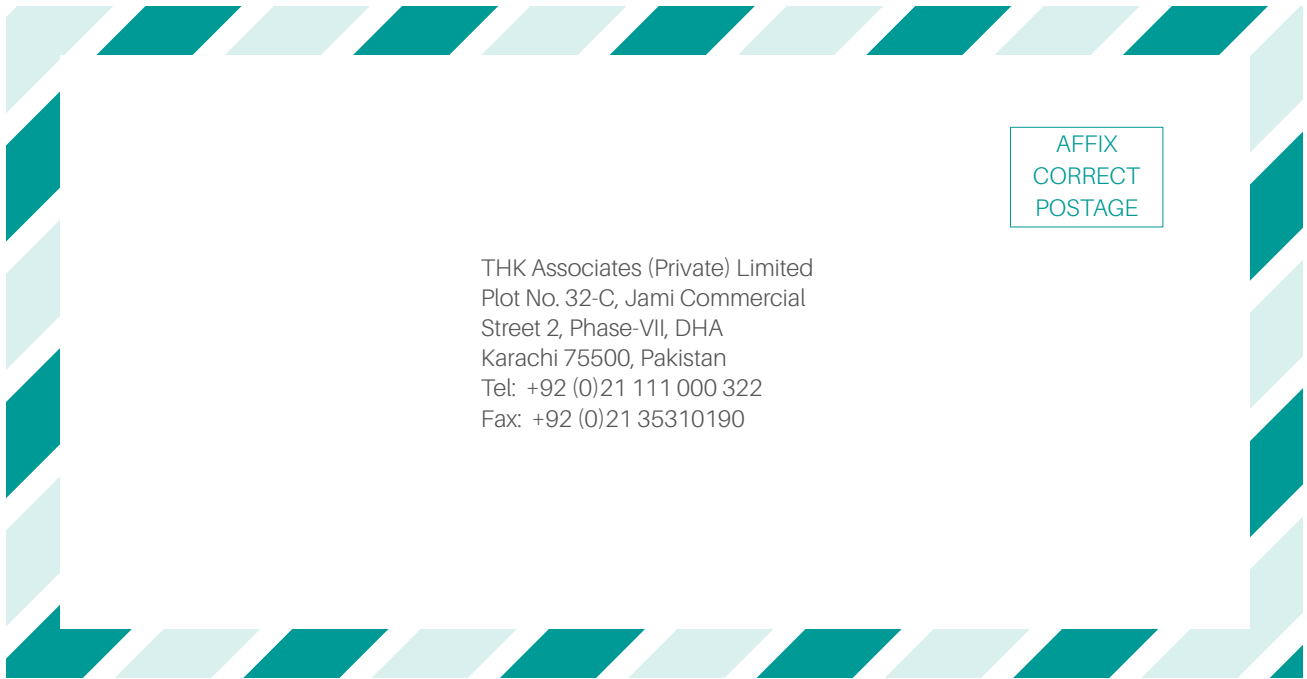 AFFIX
CORRECT
POSTAGE
THK Associates (Private) Limited
Plot No. 32-C, Jami Commercial
Street 2, Phase-VII, DHA
Karachi 75500, Pakistan
Tel:  +92 (0)21 111 000 322
Fax:  +92 (0)21 35310190